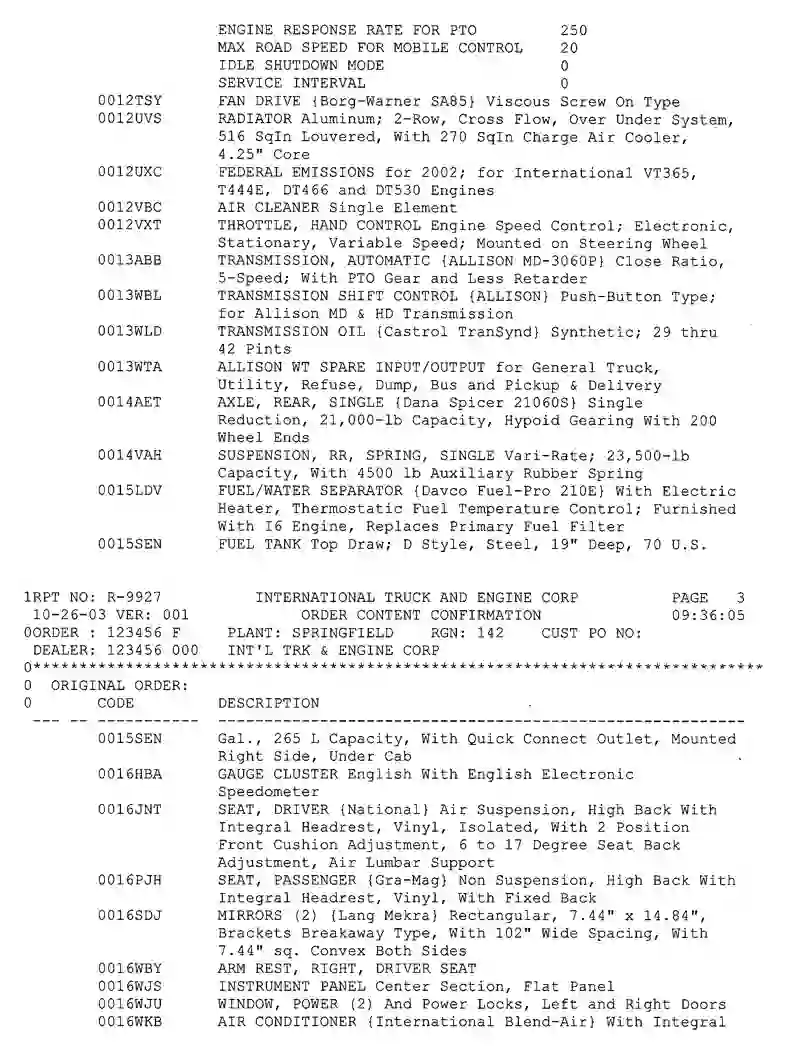 ENGINE RESPONSE RATE FOR PTO 250
MAX ROAD SPEED FOR MOBILE CONTROL 20
IDLE SHUTDOWN MODE 0
SERVICE INTERVAL 0
0012TSY FAN DRIVE {Borg-Warner SA85} Viscous Screw On Type
0012UVS RADIATOR Aluminum; 2-Row, Cross Flow, Over Under System,
516 SqIn Louvered, With 270 SqIn Charge Air Cooler,
4.25" Core
0012UXC FEDERAL EMISSIONS for 2002; for International VT365,
T444E, DT466 and DT530 Engines
0012VBC AIR CLEANER Single Element
0012VXT THROTTLE, HAND CONTROL Engine Speed Control; Electronic,
Stationary, Variable Speed; Mounted on Steering Wheel
0013ABB TRANSMISSION, AUTOMATIC {ALLISON MD-3060P} Close Ratio,
5-Speed; With PTO Gear and Less Retarder
0013WBL TRANSMISSION SHIFT CONTROL {ALLISON} Push-Button Type;
for Allison MD & HD Transmission
0013WLD TRANSMISSION OIL {Castrol TranSynd} Synthetic; 29 thru
42 Pints
0013WTA ALLISON WT SPARE INPUT/OUTPUT for General Truck,
Utility, Refuse, Dump, Bus and Pickup & Delivery
0014AET AXLE, REAR, SINGLE {Dana Spicer 21060S} Single
Reduction, 21,000-lb Capacity, Hypoid Gearing With 200
Wheel Ends
0014VAH SUSPENSION, RR, SPRING, SINGLE Vari-Rate; 23,500-lb
Capacity, With 4500 lb Auxiliary Rubber Spring
0015LDV FUEL/WATER SEPARATOR {Davco Fuel-Pro 210E} With Electric
Heater, Thermostatic Fuel Temperature Control; Furnished
With I6 Engine, Replaces Primary Fuel Filter
0015SEN FUEL TANK Top Draw; D Style, Steel, 19" Deep, 70 U.S.
1RPT NO: R-9927 INTERNATIONAL TRUCK AND ENGINE CORP PAGE 3
10-26-03 VER: 001 ORDER CONTENT CONFIRMATION 09:36:05
0ORDER : 123456 F PLANT: SPRINGFIELD RGN: 142 CUST PO NO:
DEALER: 123456 000 INT'L TRK & ENGINE CORP
0*******************************************************************************
0 ORIGINAL ORDER:
0 CODE DESCRIPTION
--- -- ----------- ---------------------------------------------------------
0015SEN Gal., 265 L Capacity, With Quick Connect Outlet, Mounted
Right Side, Under Cab
0016HBA GAUGE CLUSTER English With English Electronic
Speedometer
0016JNT SEAT, DRIVER {National} Air Suspension, High Back With
Integral Headrest, Vinyl, Isolated, With 2 Position
Front Cushion Adjustment, 6 to 17 Degree Seat Back
Adjustment, Air Lumbar Support
0016PJH SEAT, PASSENGER {Gra-Mag} Non Suspension, High Back With
Integral Headrest, Vinyl, With Fixed Back
0016SDJ MIRRORS (2) {Lang Mekra} Rectangular, 7.44" x 14.84",
Brackets Breakaway Type, With 102" Wide Spacing, With
7.44" sq. Convex Both Sides
0016WBY ARM REST, RIGHT, DRIVER SEAT
0016WJS INSTRUMENT PANEL Center Section, Flat Panel
0016WJU WINDOW, POWER (2) And Power Locks, Left and Right Doors
0016WKB AIR CONDITIONER {International Blend-Air} With Integral